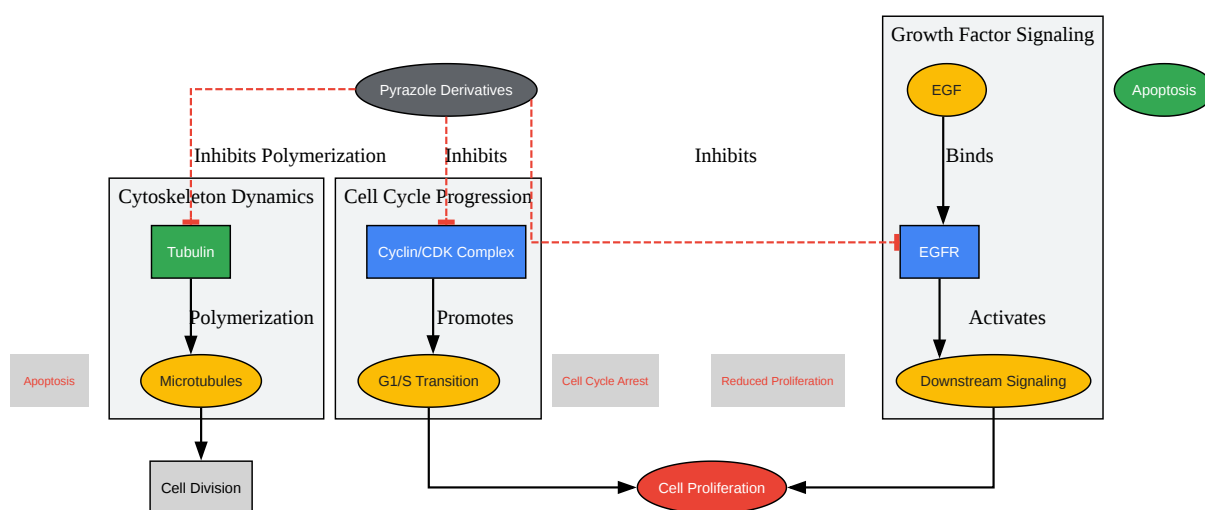 Growth Factor Signaling
Pyrazole Derivatives
EGF
Apoptosis
Inhibits Polymerization
Inhibits
Inhibits
Binds
Cytoskeleton Dynamics
Cell Cycle Progression
Tubulin
Cyclin/CDK Complex
EGFR
Polymerization
Promotes
Activates
Apoptosis
Microtubules
G1/S Transition
Cell Cycle Arrest
Reduced Proliferation
Downstream Signaling
Cell Division
Cell Proliferation